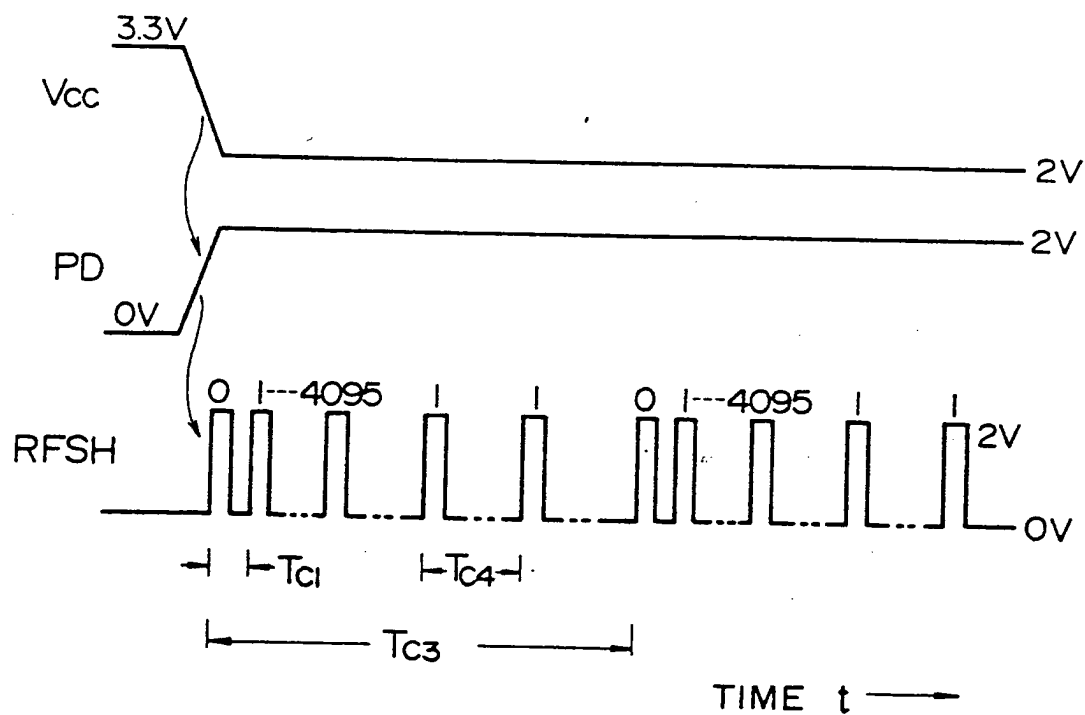 3.3V
Vcc
2V
PD
2V
0V
0 1---4095 1 1 0 1---4095 1 1
RFSH
2V
0V
TC1 TC4
TC3
TIME t